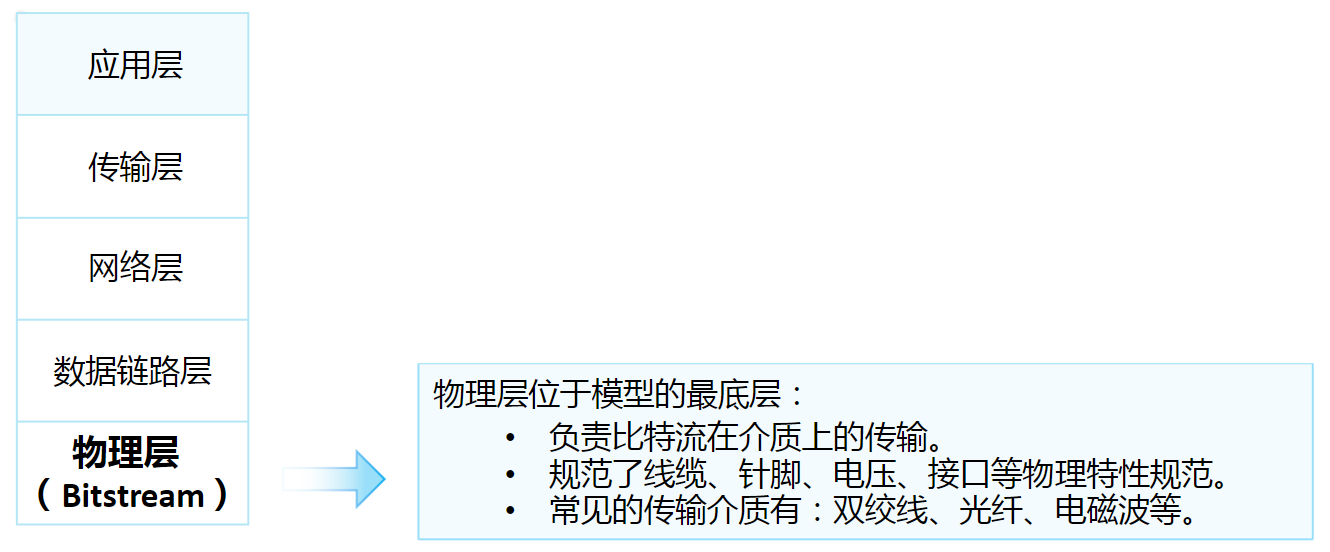 应用层
传输层
网络层
数据链路层
物理层
（Bitstream）
物理层位于模型的最底层：
• 负责比特流在介质上的传输。
• 规范了线缆、针脚、电压、接口等物理特性规范。
• 常见的传输介质有：双绞线、光纤、电磁波等。